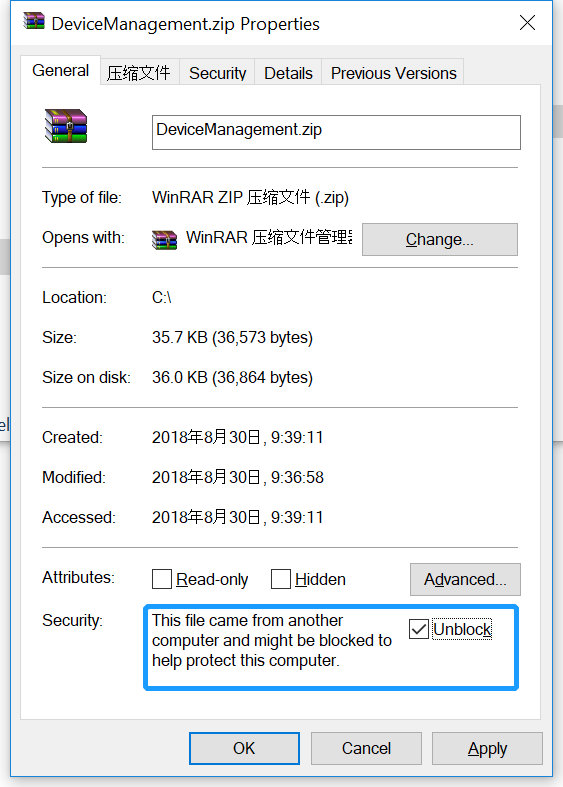 DeviceManagement.zip Properties
General 压缩文件 Security Details Previous Versions
DeviceManagement.zip
Type of file: WinRAR ZIP 压缩文件 (.zip)
Opens with: WinRAR 压缩文件管理 Change...
Location: C:\
Size: 35.7 KB (36,573 bytes)
Size on disk: 36.0 KB (36,864 bytes)
Created: 2018年8月30日, 9:39:11
Modified: 2018年8月30日, 9:36:58
Accessed: 2018年8月30日, 9:39:11
Attributes: Read-only Hidden Advanced...
Security: This file came from another
computer and might be blocked to
help protect this computer.
Unblock
OK Cancel Apply